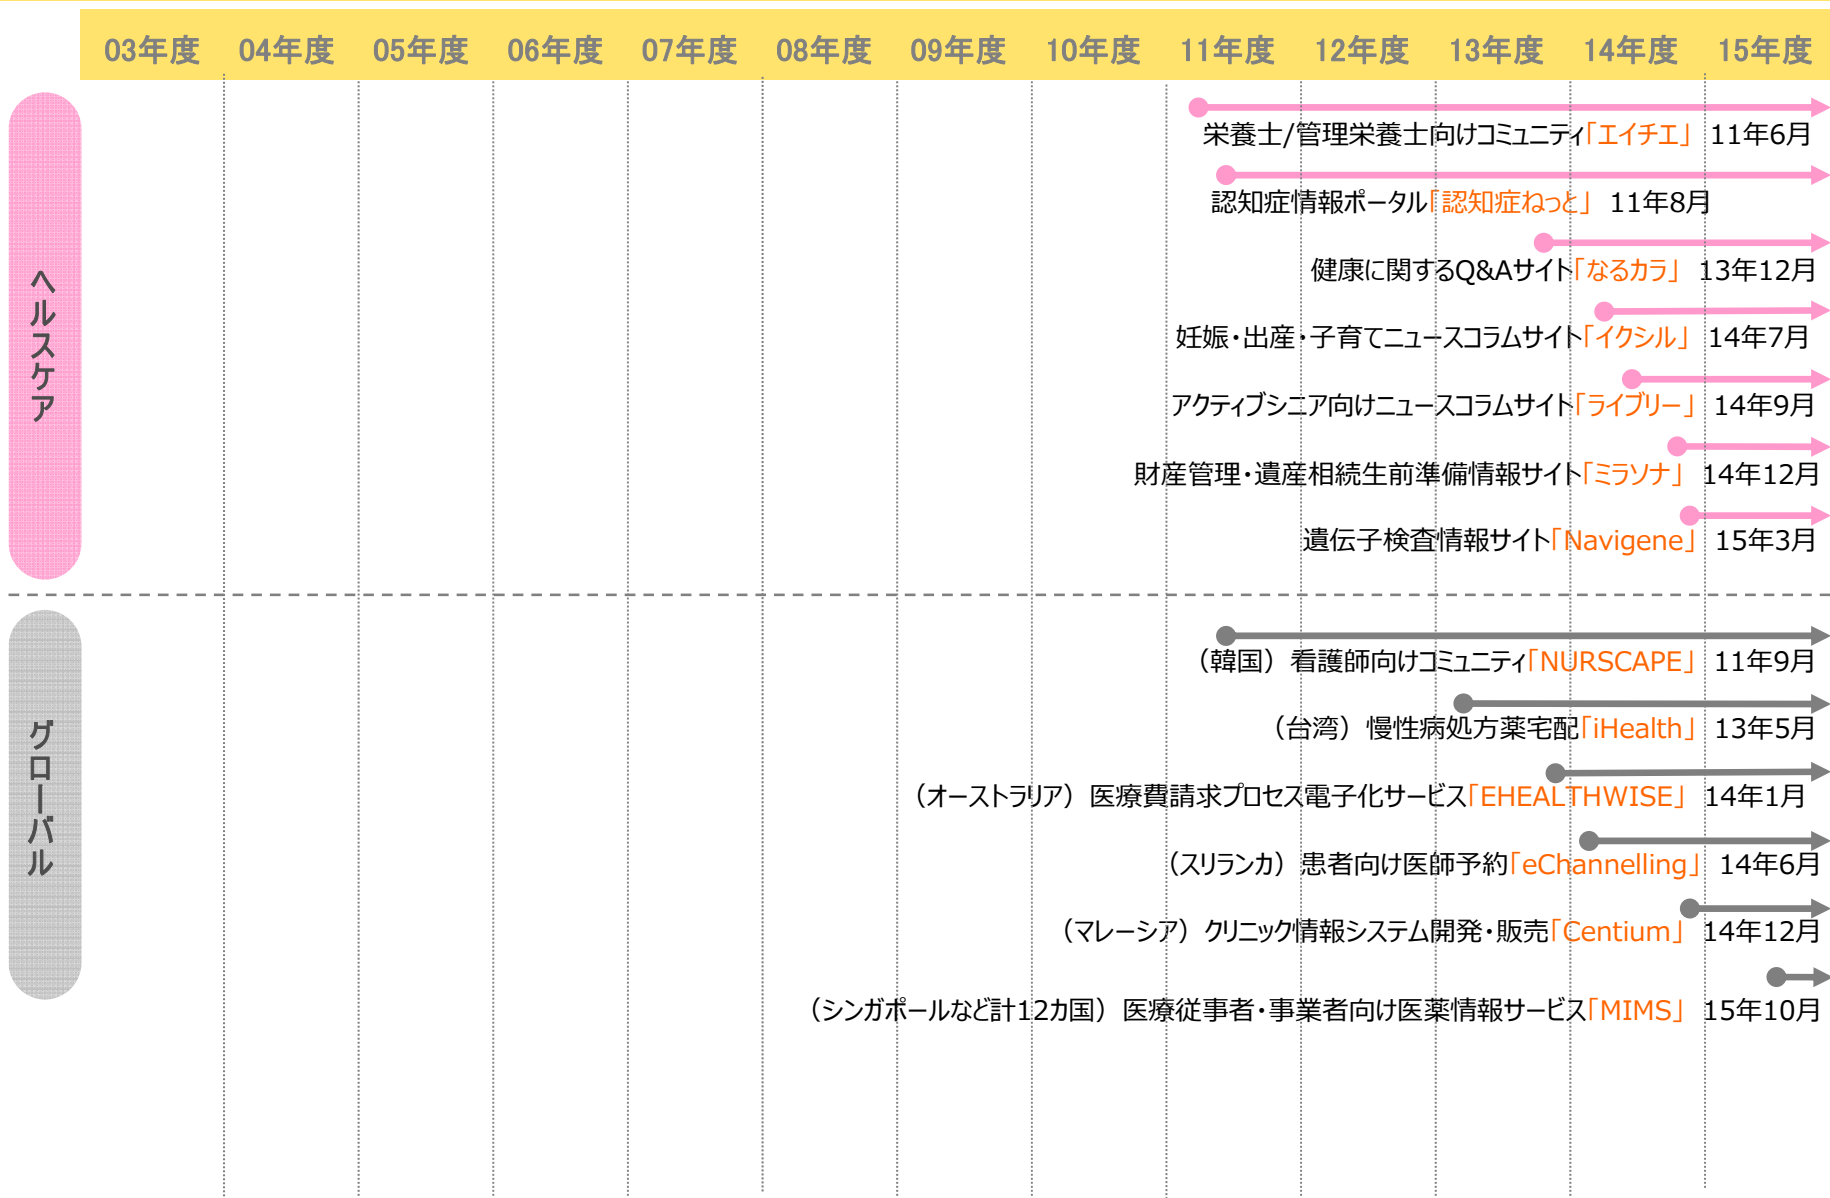 03年度 04年度 05年度 06年度 07年度 08年度 09年度 10年度 11年度 12年度 13年度 14年度 15年度
ヘルスケア
栄養士/管理栄養士向けコミュニティ「エイチエ」 11年6月
認知症情報ポータル「認知症ねっと」 11年8月
健康に関するQ&Aサイト「なるカラ」 13年12月
妊娠・出産・子育てニュースコラムサイト「イクシル」 14年7月
アクティブシニア向けニュースコラムサイト「ライブリー」 14年9月
財産管理・遺産相続生前準備情報サイト「ミラソナ」 14年12月
遺伝子検査情報サイト「Navigene」 15年3月
グローバル
（韓国）看護師向けコミュニティ「NURSCAPE」 11年9月
（台湾）慢性病処方薬宅配「iHealth」 13年5月
（オーストラリア）医療費請求プロセス電子化サービス「EHEALTHWISE」 14年1月
（スリランカ）患者向け医師予約「eChannelling」 14年6月
（マレーシア）クリニック情報システム開発・販売「Centium」 14年12月
（シンガポールなど計12カ国）医療従事者・事業者向け医薬情報サービス「MIMS」 15年10月